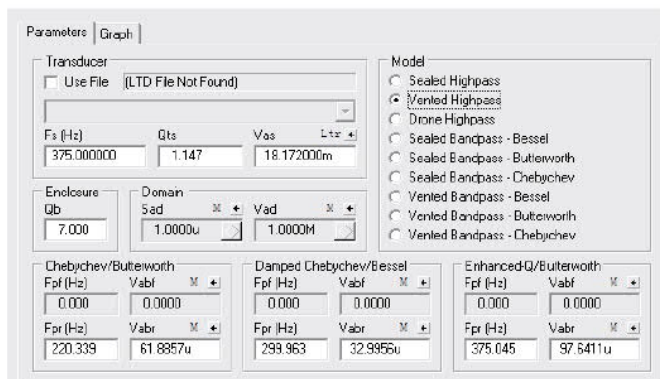 Parameters Graph
Transducer
Use File (LTD File Not Found)
Fs (Hz) Qts Vas Ltr
375.000000 1.147 18.172000m
Enclosure
Qb
7.000
Domain
Sad M Vad M
1.0000u 1.0000M
Model
Sealed Highpass
Vented Highpass
Drone Highpass
Sealed Bandpass - Bessel
Sealed Bandpass - Butterworth
Sealed Bandpass - Chebychev
Vented Bandpass - Bessel
Vented Bandpass - Butterworth
Vented Bandpass - Chebychev
Chebychev/Butterworth
Fpf (Hz) Vabf M
0.000 0.0000
Fpr (Hz) Vabr M
220.339 61.8857u
Damped Chebychev/Bessel
Fpf (Hz) Vabf M
0.000 0.0000
Fpr (Hz) Vabr M
299.963 32.9956u
Enhanced-Q/Butterworth
Fpf (Hz) Vabf M
0.000 0.0000
Fpr (Hz) Vabr M
375.045 97.6411u